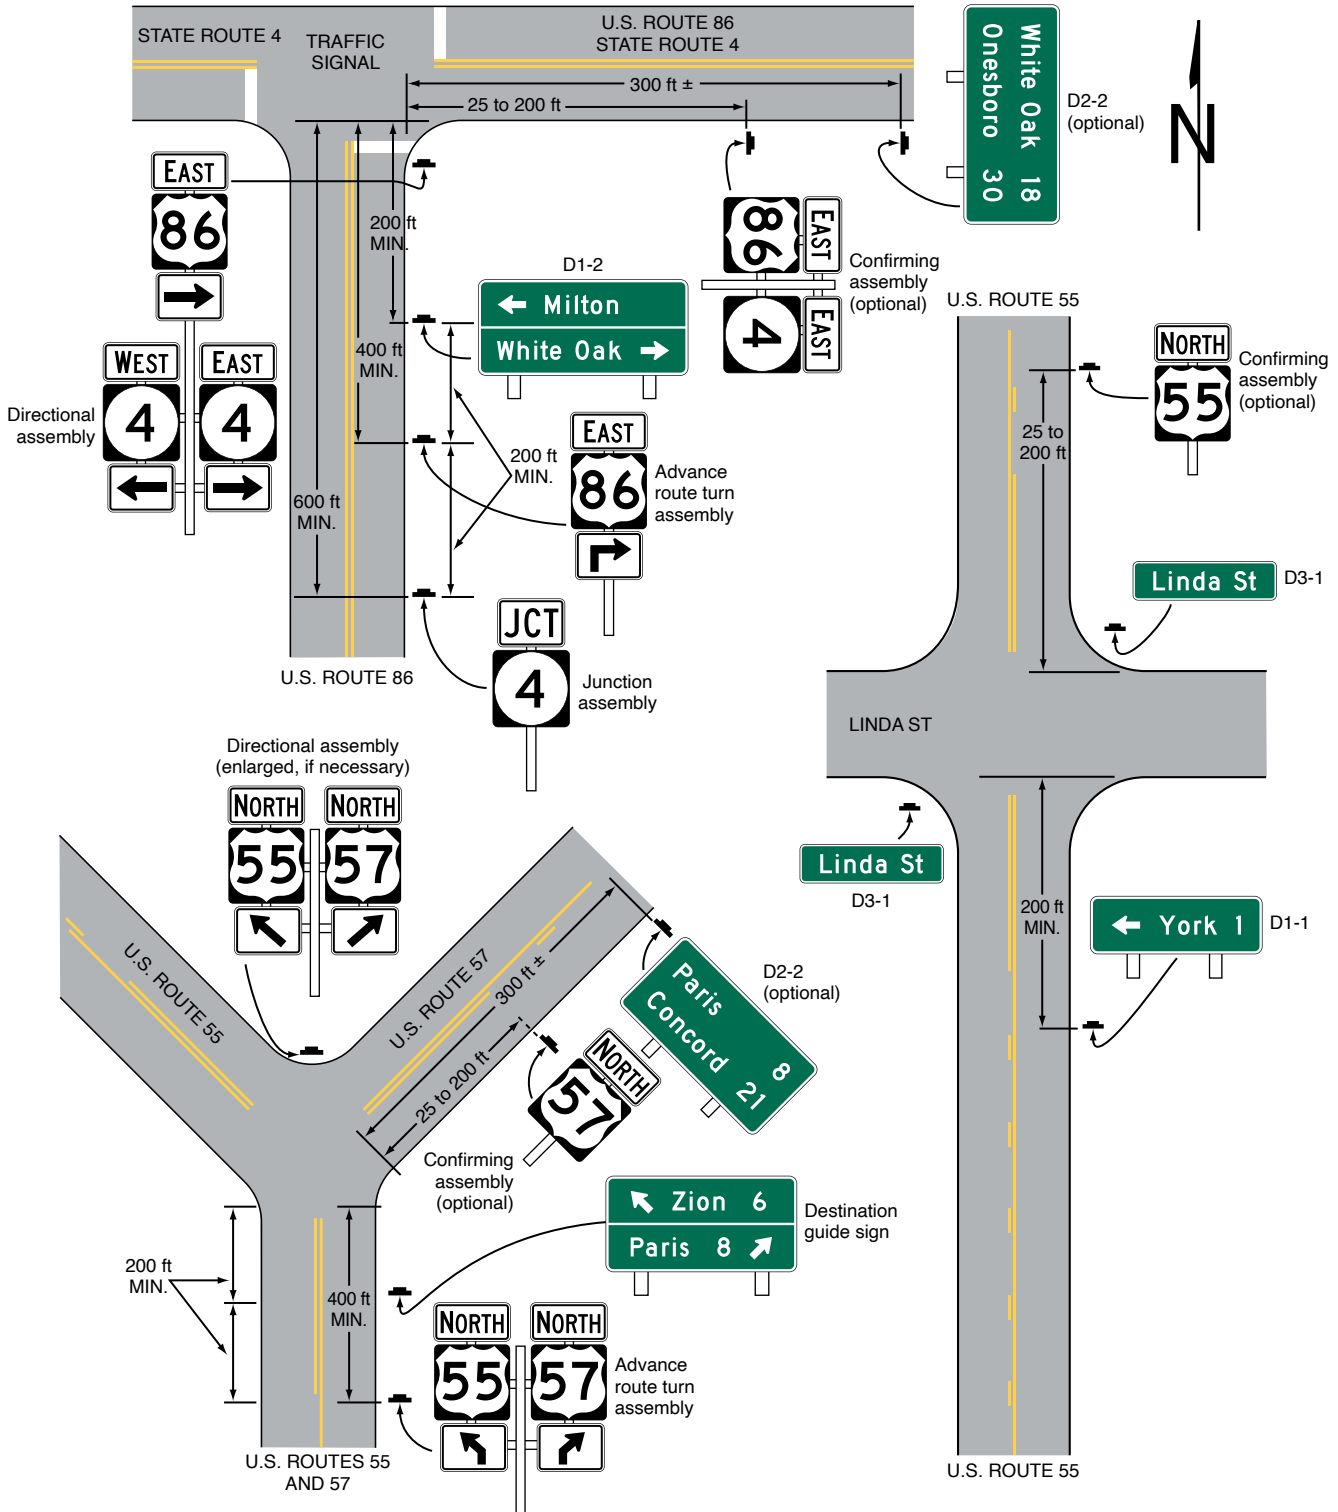 STATE ROUTE 4
TRAFFIC
SIGNAL
U.S. ROUTE 86
STATE ROUTE 4
300 ft ±
25 to 200 ft
White Oak 18
Onesboro 30
D2-2
(optional)
N
EAST
86
200 ft
MIN.
400 ft
MIN.
600 ft
MIN.
WEST
4
EAST
4
Directional
assembly
D1-2
Milton
White Oak
200 ft
MIN.
EAST
86
Advance
route turn
assembly
EAST
86
EAST
4
Confirming
assembly
(optional)
JCT
4
Junction
assembly
U.S. ROUTE 86
U.S. ROUTE 55
NORTH
55
Confirming
assembly
(optional)
25 to
200 ft
Linda St
D3-1
LINDA ST
Linda St
D3-1
200 ft
MIN.
York 1
D1-1
U.S. ROUTE 55
Directional assembly
(enlarged, if necessary)
NORTH
55
NORTH
57
U.S. ROUTE 55
U.S. ROUTE 57
300 ft ±
25 to 200 ft
Paris 8
Concord 21
D2-2
(optional)
NORTH
57
Confirming
assembly
(optional)
Zion 6
Paris 8
Destination
guide sign
200 ft
MIN.
400 ft
MIN.
NORTH
55
NORTH
57
Advance
route turn
assembly
U.S. ROUTES 55
AND 57